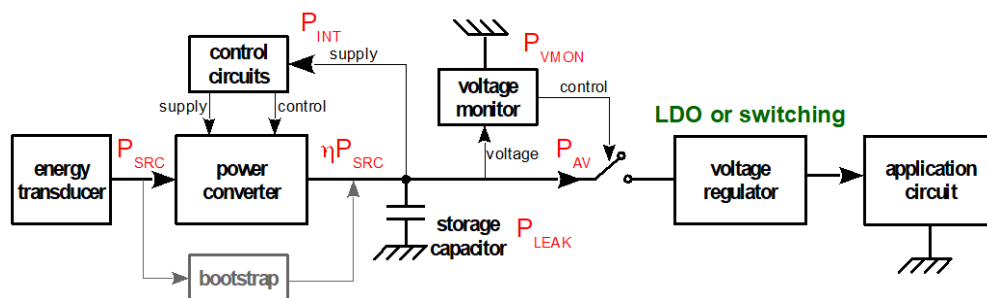 P_INT
control
circuits
supply
P_VMON
voltage
monitor
control
supply
control
LDO or switching
energy
transducer
P_SRC
power
converter
ηP_SRC
voltage
P_AV
voltage
regulator
application
circuit
storage
capacitor
P_LEAK
bootstrap